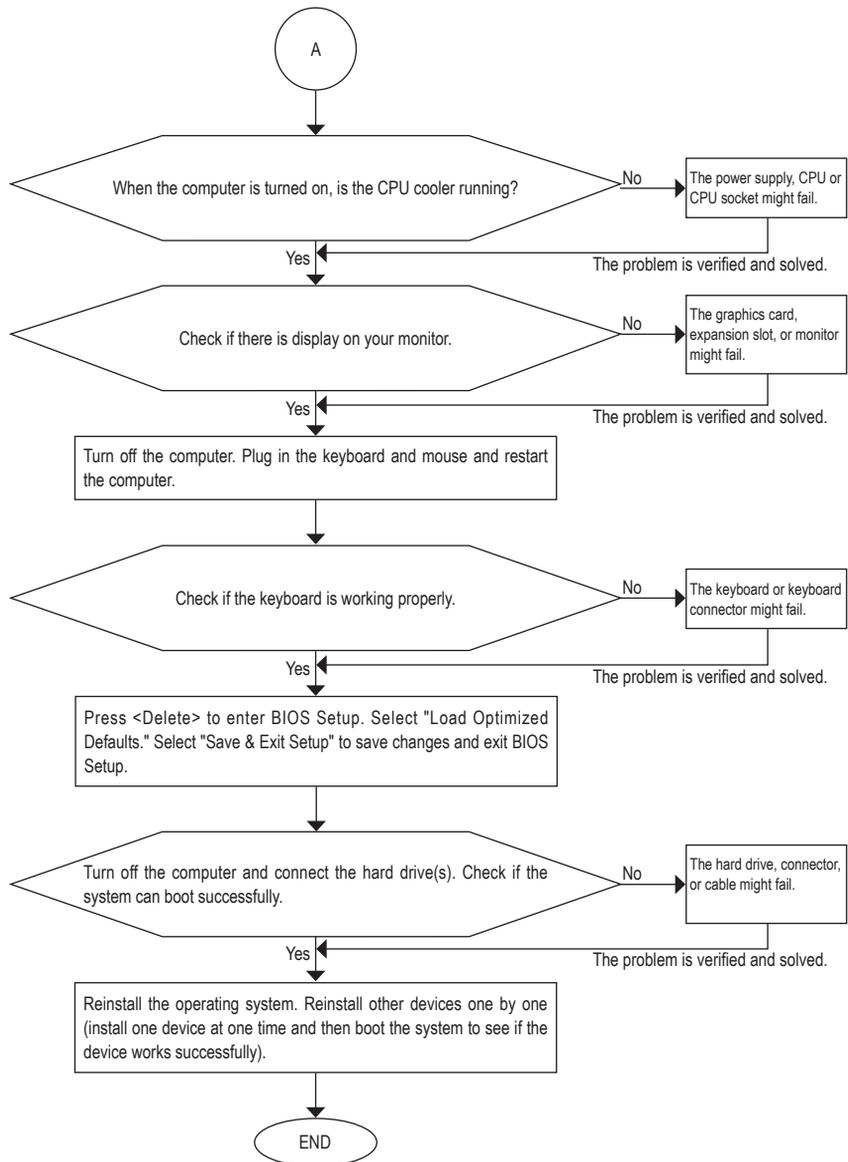 A
When the computer is turned on, is the CPU cooler running?
No
The power supply, CPU or
CPU socket might fail.
Yes
The problem is verified and solved.
Check if there is display on your monitor.
No
The graphics card,
expansion slot, or monitor
might fail.
Yes
The problem is verified and solved.
Turn off the computer. Plug in the keyboard and mouse and restart
the computer.
Check if the keyboard is working properly.
No
The keyboard or keyboard
connector might fail.
Yes
The problem is verified and solved.
Press <Delete> to enter BIOS Setup. Select "Load Optimized
Defaults." Select "Save & Exit Setup" to save changes and exit BIOS
Setup.
Turn off the computer and connect the hard drive(s). Check if the
system can boot successfully.
No
The hard drive, connector,
or cable might fail.
Yes
The problem is verified and solved.
Reinstall the operating system. Reinstall other devices one by one
(install one device at one time and then boot the system to see if the
device works successfully).
END